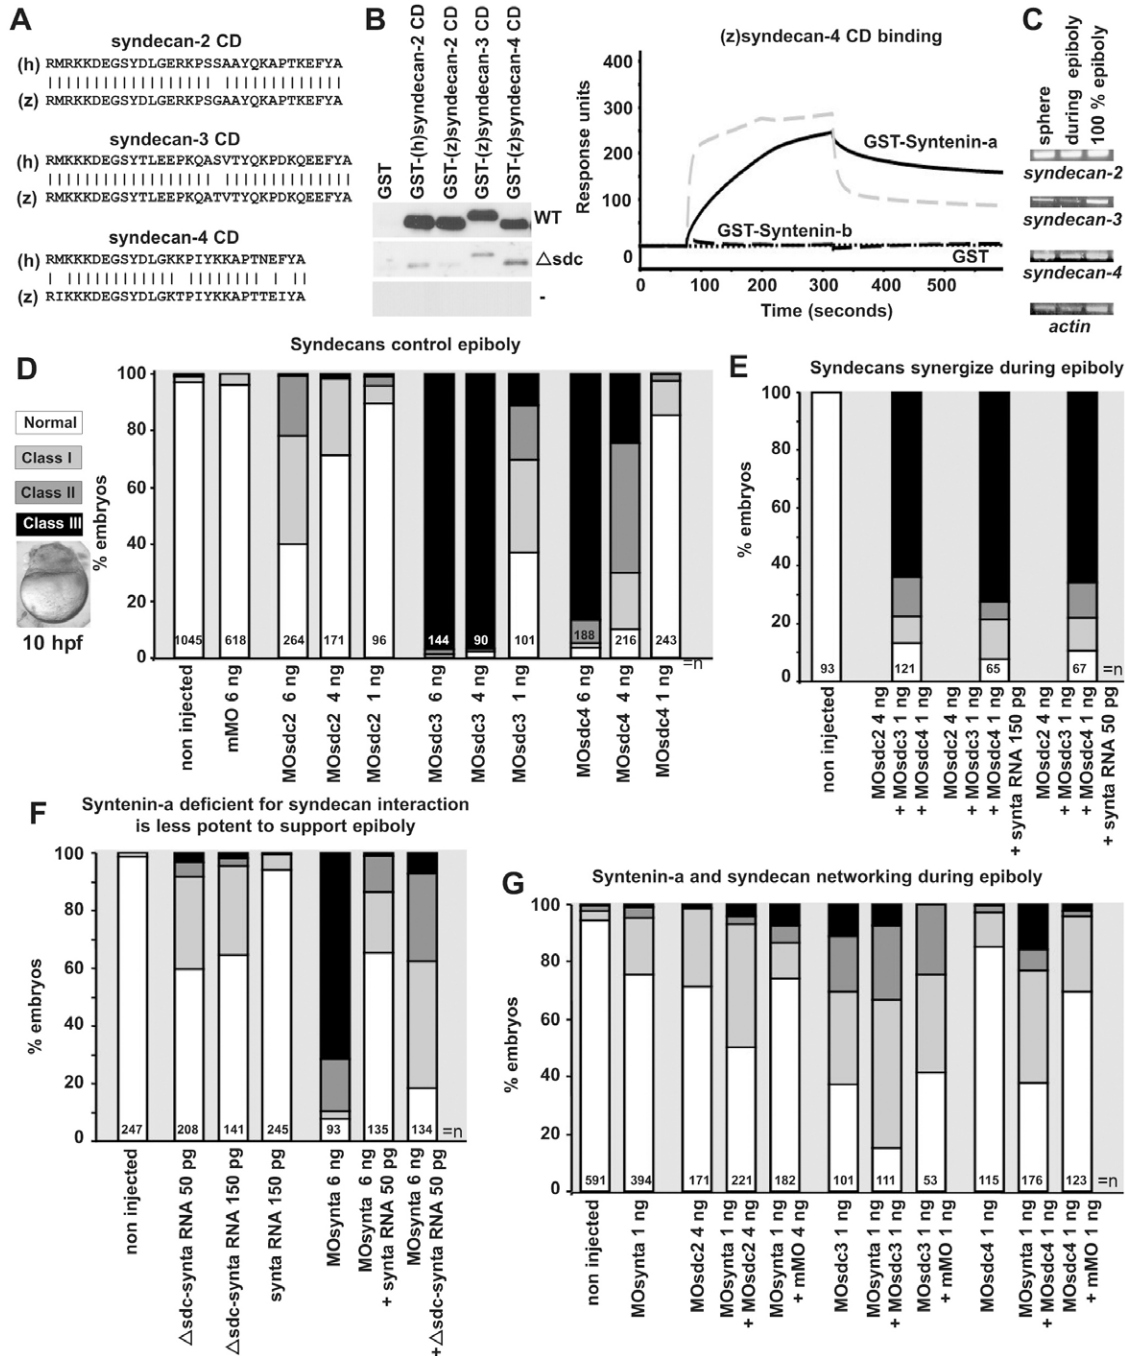 A
syndecan-2 CD
(h) RMRKKDEGSYDLGERKPSSAAYQKAPTKEFYA
(z) RMRKKDEGSYDLGERKPSGAAYQKAPTKEFYA
syndecan-3 CD
(h) RMKKKDEGSYTLEEPKQASVTYQKPDKQEEFYA
(z) RMKKKDEGSYTLEEPKQATVTYQKPDKQEEFYA
syndecan-4 CD
(h) RMKKKDEGSYDLGKKPIYKKAPTNEFYA
(z) RIKKKDEGSYDLGKTPIYKKAPTTEIYA
B
GST
GST-(h)syndecan-2 CD
GST-(z)syndecan-2 CD
GST-(z)syndecan-3 CD
GST-(z)syndecan-4 CD
WT
△sdc
-
(z)syndecan-4 CD binding
Response units
400
300
200
100
0
GST-Syntenin-a
GST-Syntenin-b
GST
0 100 200 300 400 500
Time (seconds)
C
sphere
during epiboly
100 % epiboly
syndecan-2
syndecan-3
syndecan-4
actin
D
Syndecans control epiboly
Normal
Class I
Class II
Class III
10 hpf
% embryos
100
80
60
40
20
0
1045 618 264 171 96 144 90 101 188 216 243 =n
non injected
mMO 6 ng
MOsdc2 6 ng
MOsdc2 4 ng
MOsdc2 1 ng
MOsdc3 6 ng
MOsdc3 4 ng
MOsdc3 1 ng
MOsdc4 6 ng
MOsdc4 4 ng
MOsdc4 1 ng
E
Syndecans synergize during epiboly
% embryos
100
80
60
40
20
0
93 121 65 67 =n
non injected
MOsdc2 4 ng
+ MOsdc3 1 ng
+ MOsdc4 1 ng
MOsdc2 4 ng
+ MOsdc3 1 ng
+ MOsdc4 1 ng
+ synta RNA 150 pg
MOsdc2 4 ng
+ MOsdc3 1 ng
+ MOsdc4 1 ng
+ synta RNA 50 pg
F
Syntenin-a deficient for syndecan interaction
is less potent to support epiboly
% embryos
100
80
60
40
20
0
247 208 141 245 93 135 134 =n
non injected
△sdc-synta RNA 50 pg
△sdc-synta RNA 150 pg
synta RNA 150 pg
MOsynta 6 ng
MOsynta 6 ng
+ synta RNA 50 pg
MOsynta 6 ng
+△sdc-synta RNA 50 pg
G
Syntenin-a and syndecan networking during epiboly
% embryos
100
80
60
40
20
0
591 394 171 221 182 101 111 53 115 176 123 =n
non injected
MOsynta 1 ng
MOsdc2 4 ng
MOsynta 1 ng
+ MOsdc2 4 ng
MOsynta 1 ng
+ mMO 4 ng
MOsdc3 1 ng
MOsynta 1 ng
+ MOsdc3 1 ng
MOsdc3 1 ng
+ mMO 1 ng
MOsdc4 1 ng
MOsynta 1 ng
+ MOsdc4 1 ng
MOsdc4 1 ng
+ mMO 1 ng